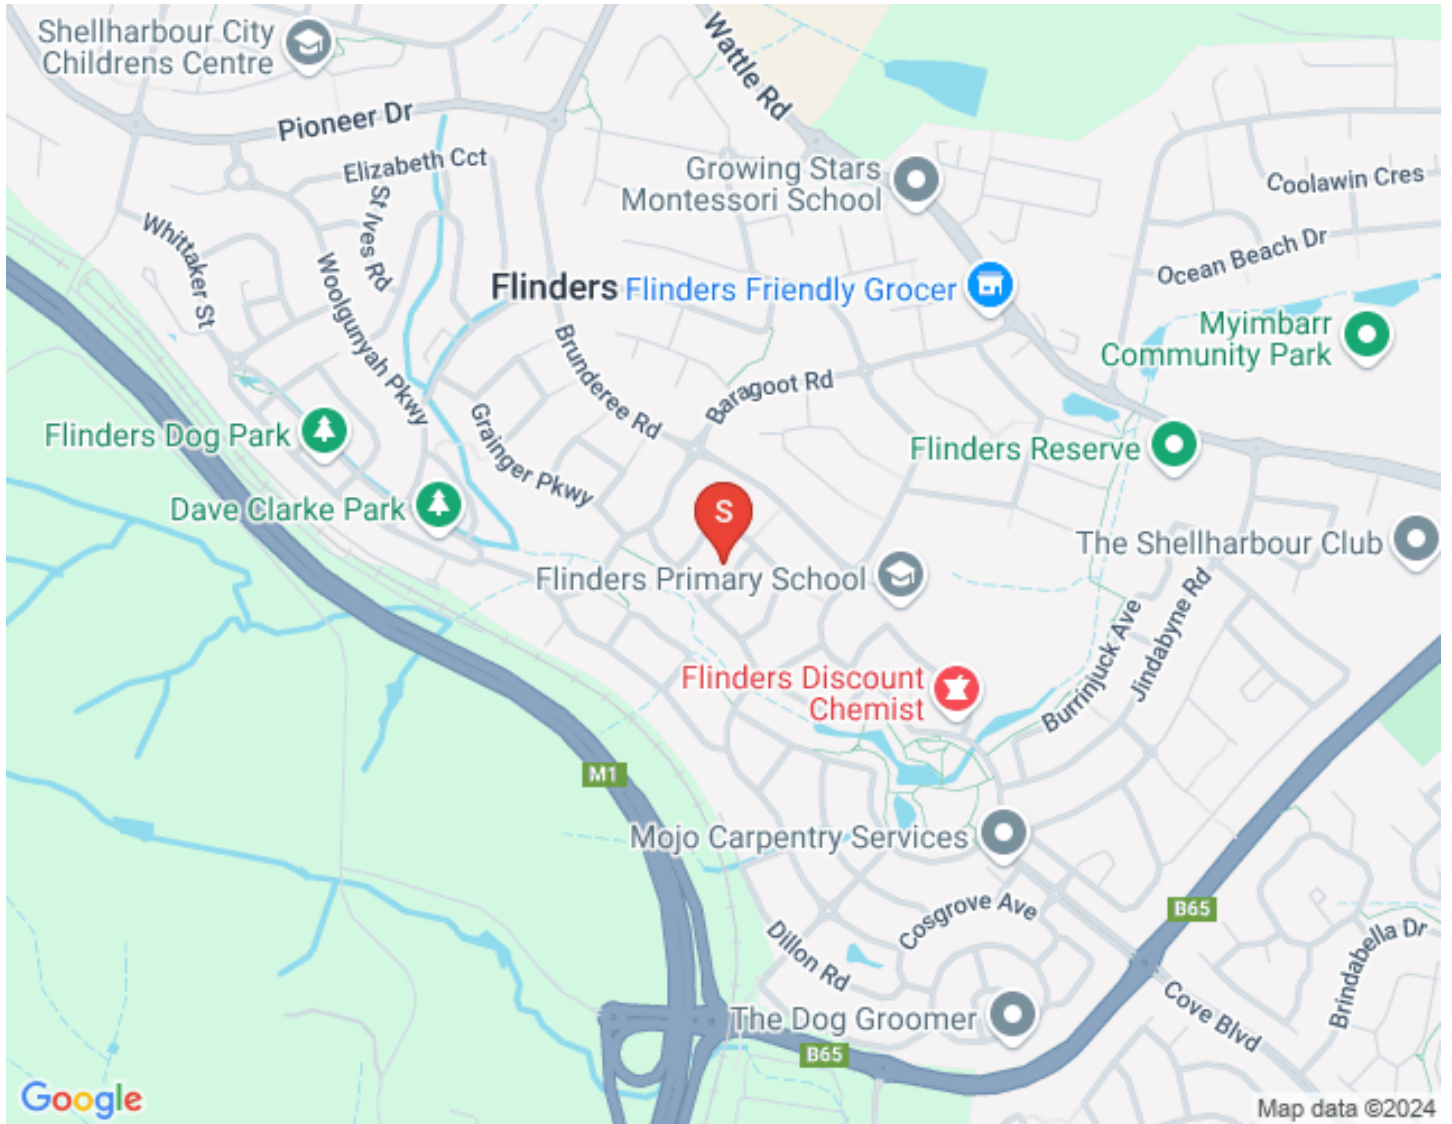 Shellharbour City
Childrens Centre
Wattle Rd
Pioneer Dr
Elizabeth Cct
St Ives Rd
Growing Stars
Montessori School
Coolawin Cres
Whittaker St
Woolgunyah Pkwy
Ocean Beach Dr
Flinders
Flinders Friendly Grocer
Myimbarr
Community Park
Brunderee Rd
Baragoot Rd
Flinders Dog Park
Grainger Pkwy
Flinders Reserve
Dave Clarke Park
S
The Shellharbour Club
Flinders Primary School
Burrinjuck Ave
Jindabyne Rd
Flinders Discount
Chemist
M1
Mojo Carpentry Services
Cosgrove Ave
B65
Dillon Rd
Brindabella Dr
The Dog Groomer
Cove Blvd
B65
Google
Map data ©2024